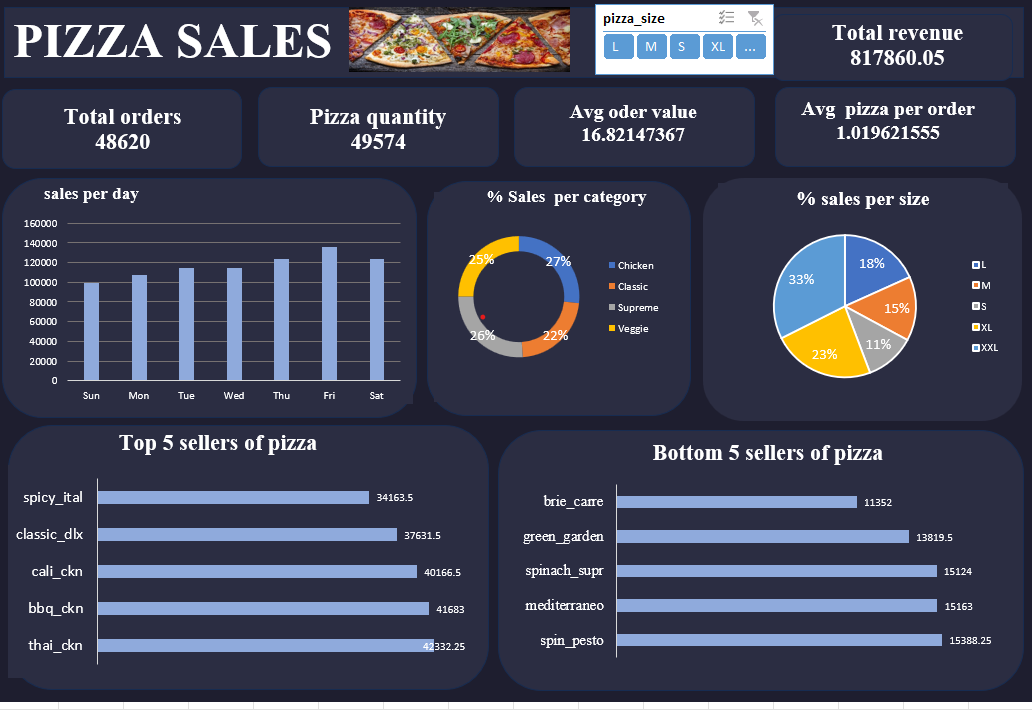 PIZZA SALES
pizza_size
L M S XL ...
Total revenue
817860.05
Total orders
48620
Pizza quantity
49574
Avg oder value
16.82147367
Avg pizza per order
1.019621555
sales per day
160000
140000
120000
100000
80000
60000
40000
20000
0
Sun Mon Tue Wed Thu Fri Sat
% Sales per category
25%
27%
26%
22%
Chicken
Classic
Supreme
Veggie
% sales per size
33%
18%
15%
11%
23%
L
M
S
XL
XXL
Top 5 sellers of pizza
spicy_ital 34163.5
classic_dlx 37631.5
cali_ckn 40166.5
bbq_ckn 41683
thai_ckn 42332.25
Bottom 5 sellers of pizza
brie_carre 11352
green_garden 13819.5
spinach_supr 15124
mediterraneo 15163
spin_pesto 15388.25